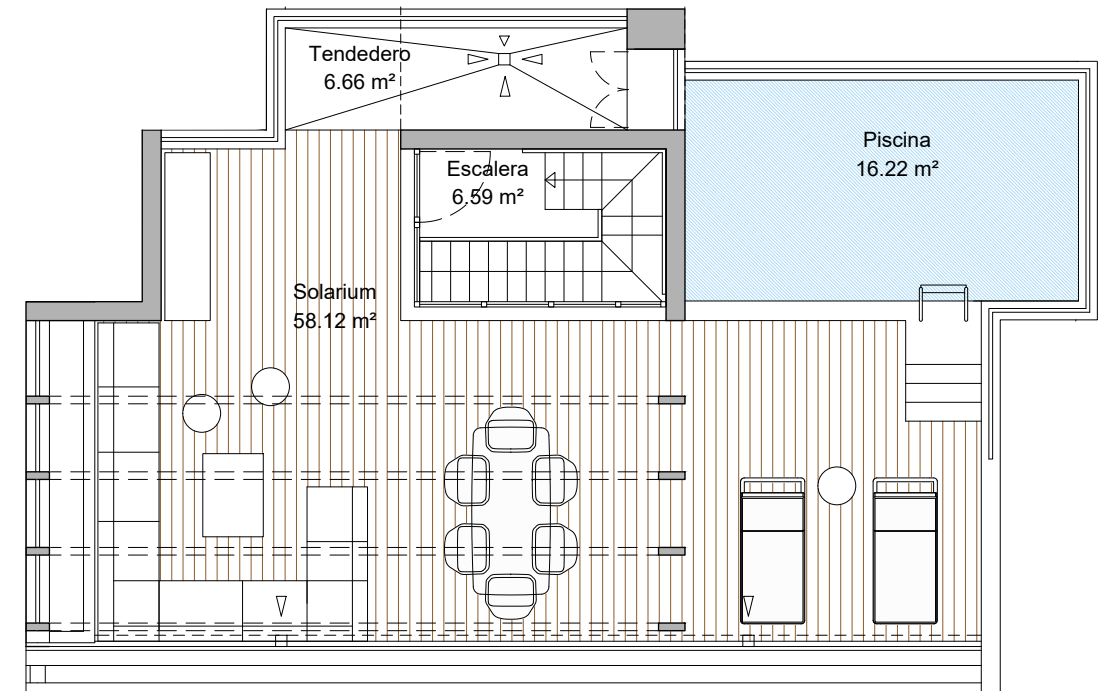 Tendedero
6.66 m²
Piscina
16.22 m²
Escalera
6.59 m²
Solarium
58.12 m²